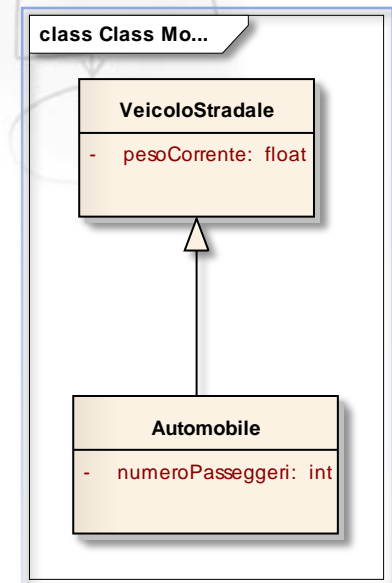 class Class Mo...
VeicoloStradale
- pesoCorrente: float
Automobile
- numeroPasseggeri: int